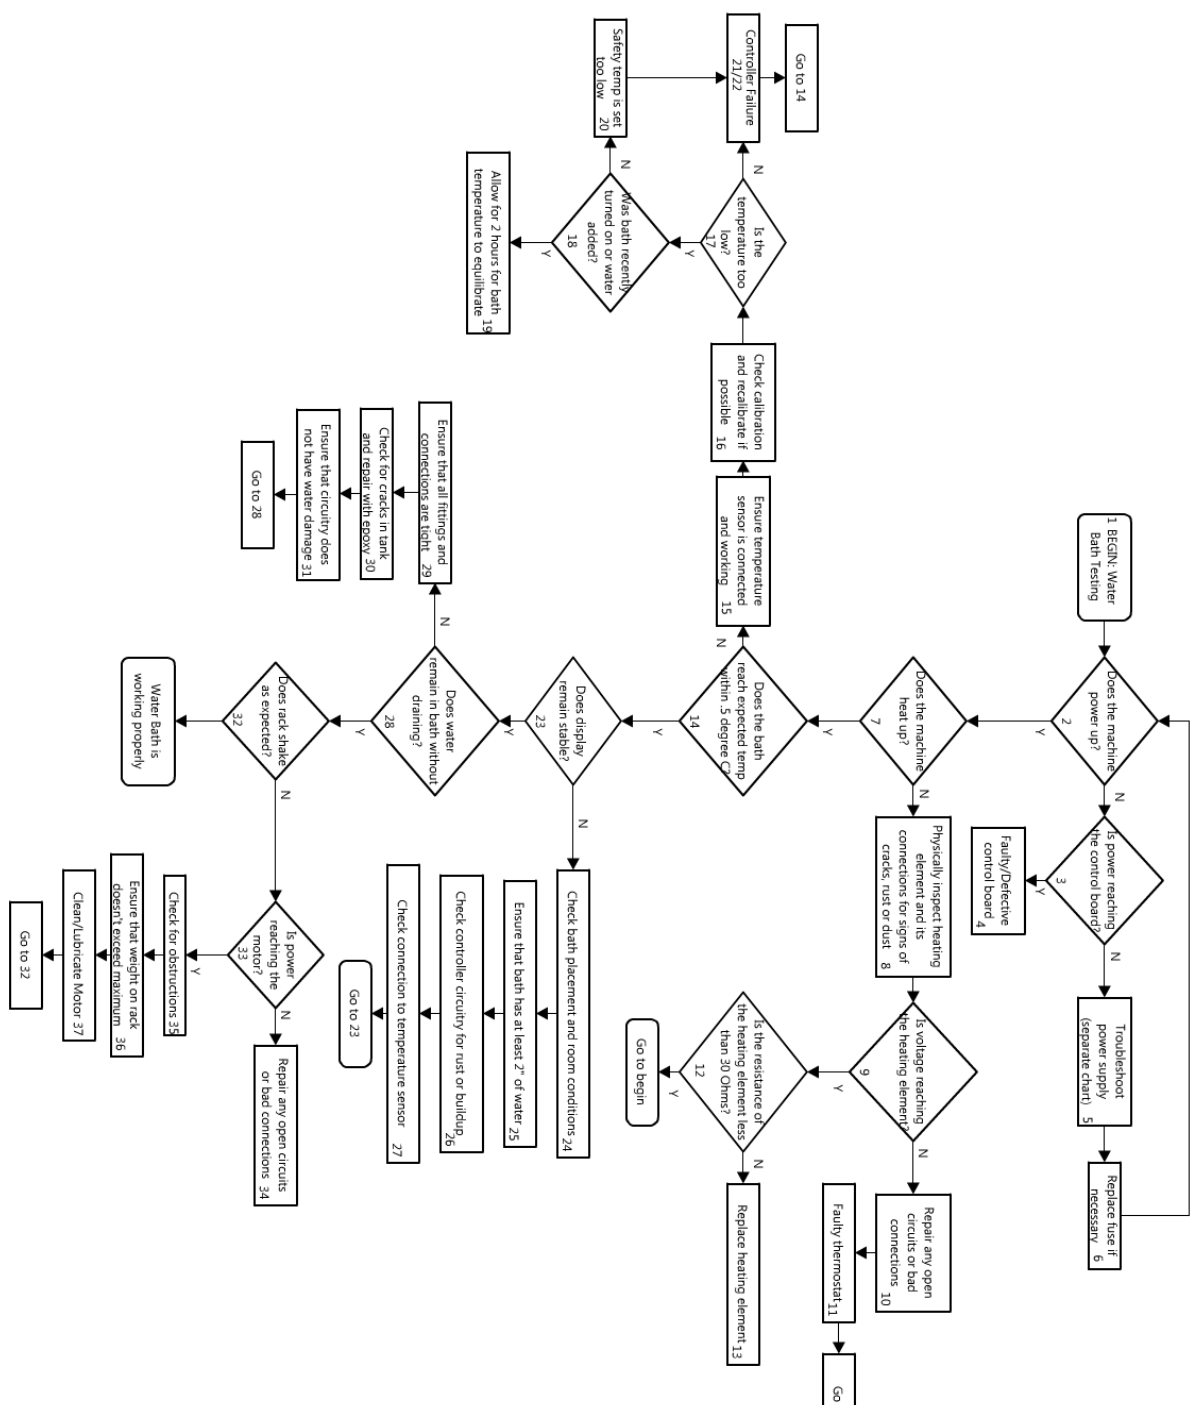 1 BEGIN: Water
Bath Testing
Does the machine
power up?
2
Y
N
Is power reaching
the control board?
3
Y
N
Faulty/Defective
control board 4
Troubleshoot
power supply
(separate chart)
5
Replace fuse if
necessary 6
Does the machine
heat up?
7
Y
N
Physically inspect heating
element and its
connections for signs of
cracks, rust or dust 8
Is voltage reaching
the heating element?
9
Y
N
Repair any open
circuits or bad
connections 10
Faulty thermostat 11
Go
Is the resistance of
the heating element less
than 30 Ohms?
12
Y
N
Go to begin
Replace heating element 13
Does the bath
reach expected temp
within .5 degree C?
14
N
Y
Ensure temperature
sensor is connected
and working 15
Check calibration
and recalibrate if
possible 16
Is the
temperature too
low?
17
N
Y
Controller Failure
21/22
Go to 14
Was bath recently
turned on or water
added?
18
N
Y
Safety temp is set
too low 20
Allow for 2 hours for bath
temperature to equilibrate 19
Does display
remain stable?
23
Y
N
Check bath placement and room conditions 24
Ensure that bath has at least 2" of water 25
Check controller circuitry for rust or buildup 26
Check connection to temperature sensor 27
Go to 23
Does water
remain in bath without
draining?
28
N
Y
Ensure that all fittings and
connections are tight 29
Check for cracks in tank
and repair with epoxy 30
Ensure that circuitry does
not have water damage 31
Go to 28
Does rack shake
as expected?
32
Y
N
Water Bath is
working properly
Is power
reaching the
motor?
33
Y
N
Repair any open circuits
or bad connections 34
Check for obstructions 35
Ensure that weight on rack
doesn't exceed maximum 36
Clean/Lubricate Motor 37
Go to 32